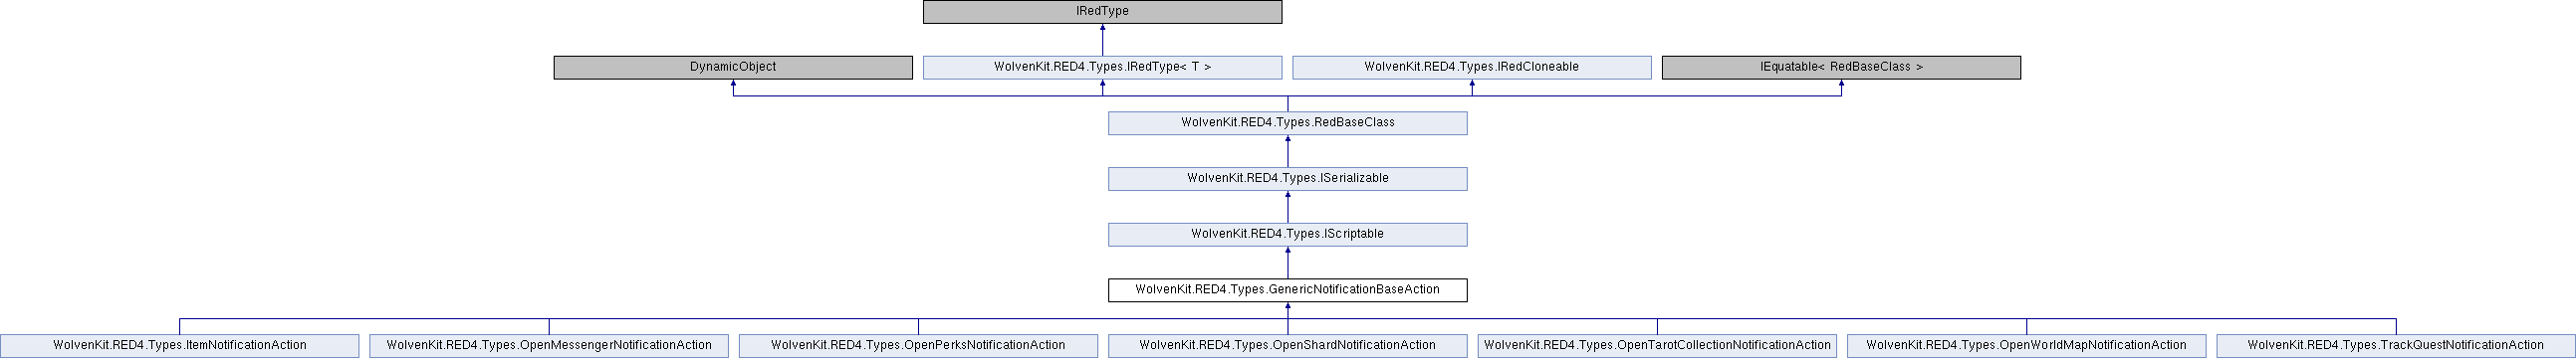 IRedType
DynamicObject
WolvenKit.RED4.Types.IRedType< T >
WolvenKit.RED4.Types.IRedCloneable
IEquatable< RedBaseClass >
WolvenKit.RED4.Types.RedBaseClass
WolvenKit.RED4.Types.ISerializable
WolvenKit.RED4.Types.IScriptable
WolvenKit.RED4.Types.GenericNotificationBaseAction
WolvenKit.RED4.Types.ItemNotificationAction
WolvenKit.RED4.Types.OpenMessengerNotificationAction
WolvenKit.RED4.Types.OpenPerksNotificationAction
WolvenKit.RED4.Types.OpenShardNotificationAction
WolvenKit.RED4.Types.OpenTarotCollectionNotificationAction
WolvenKit.RED4.Types.OpenWorldMapNotificationAction
WolvenKit.RED4.Types.TrackQuestNotificationAction